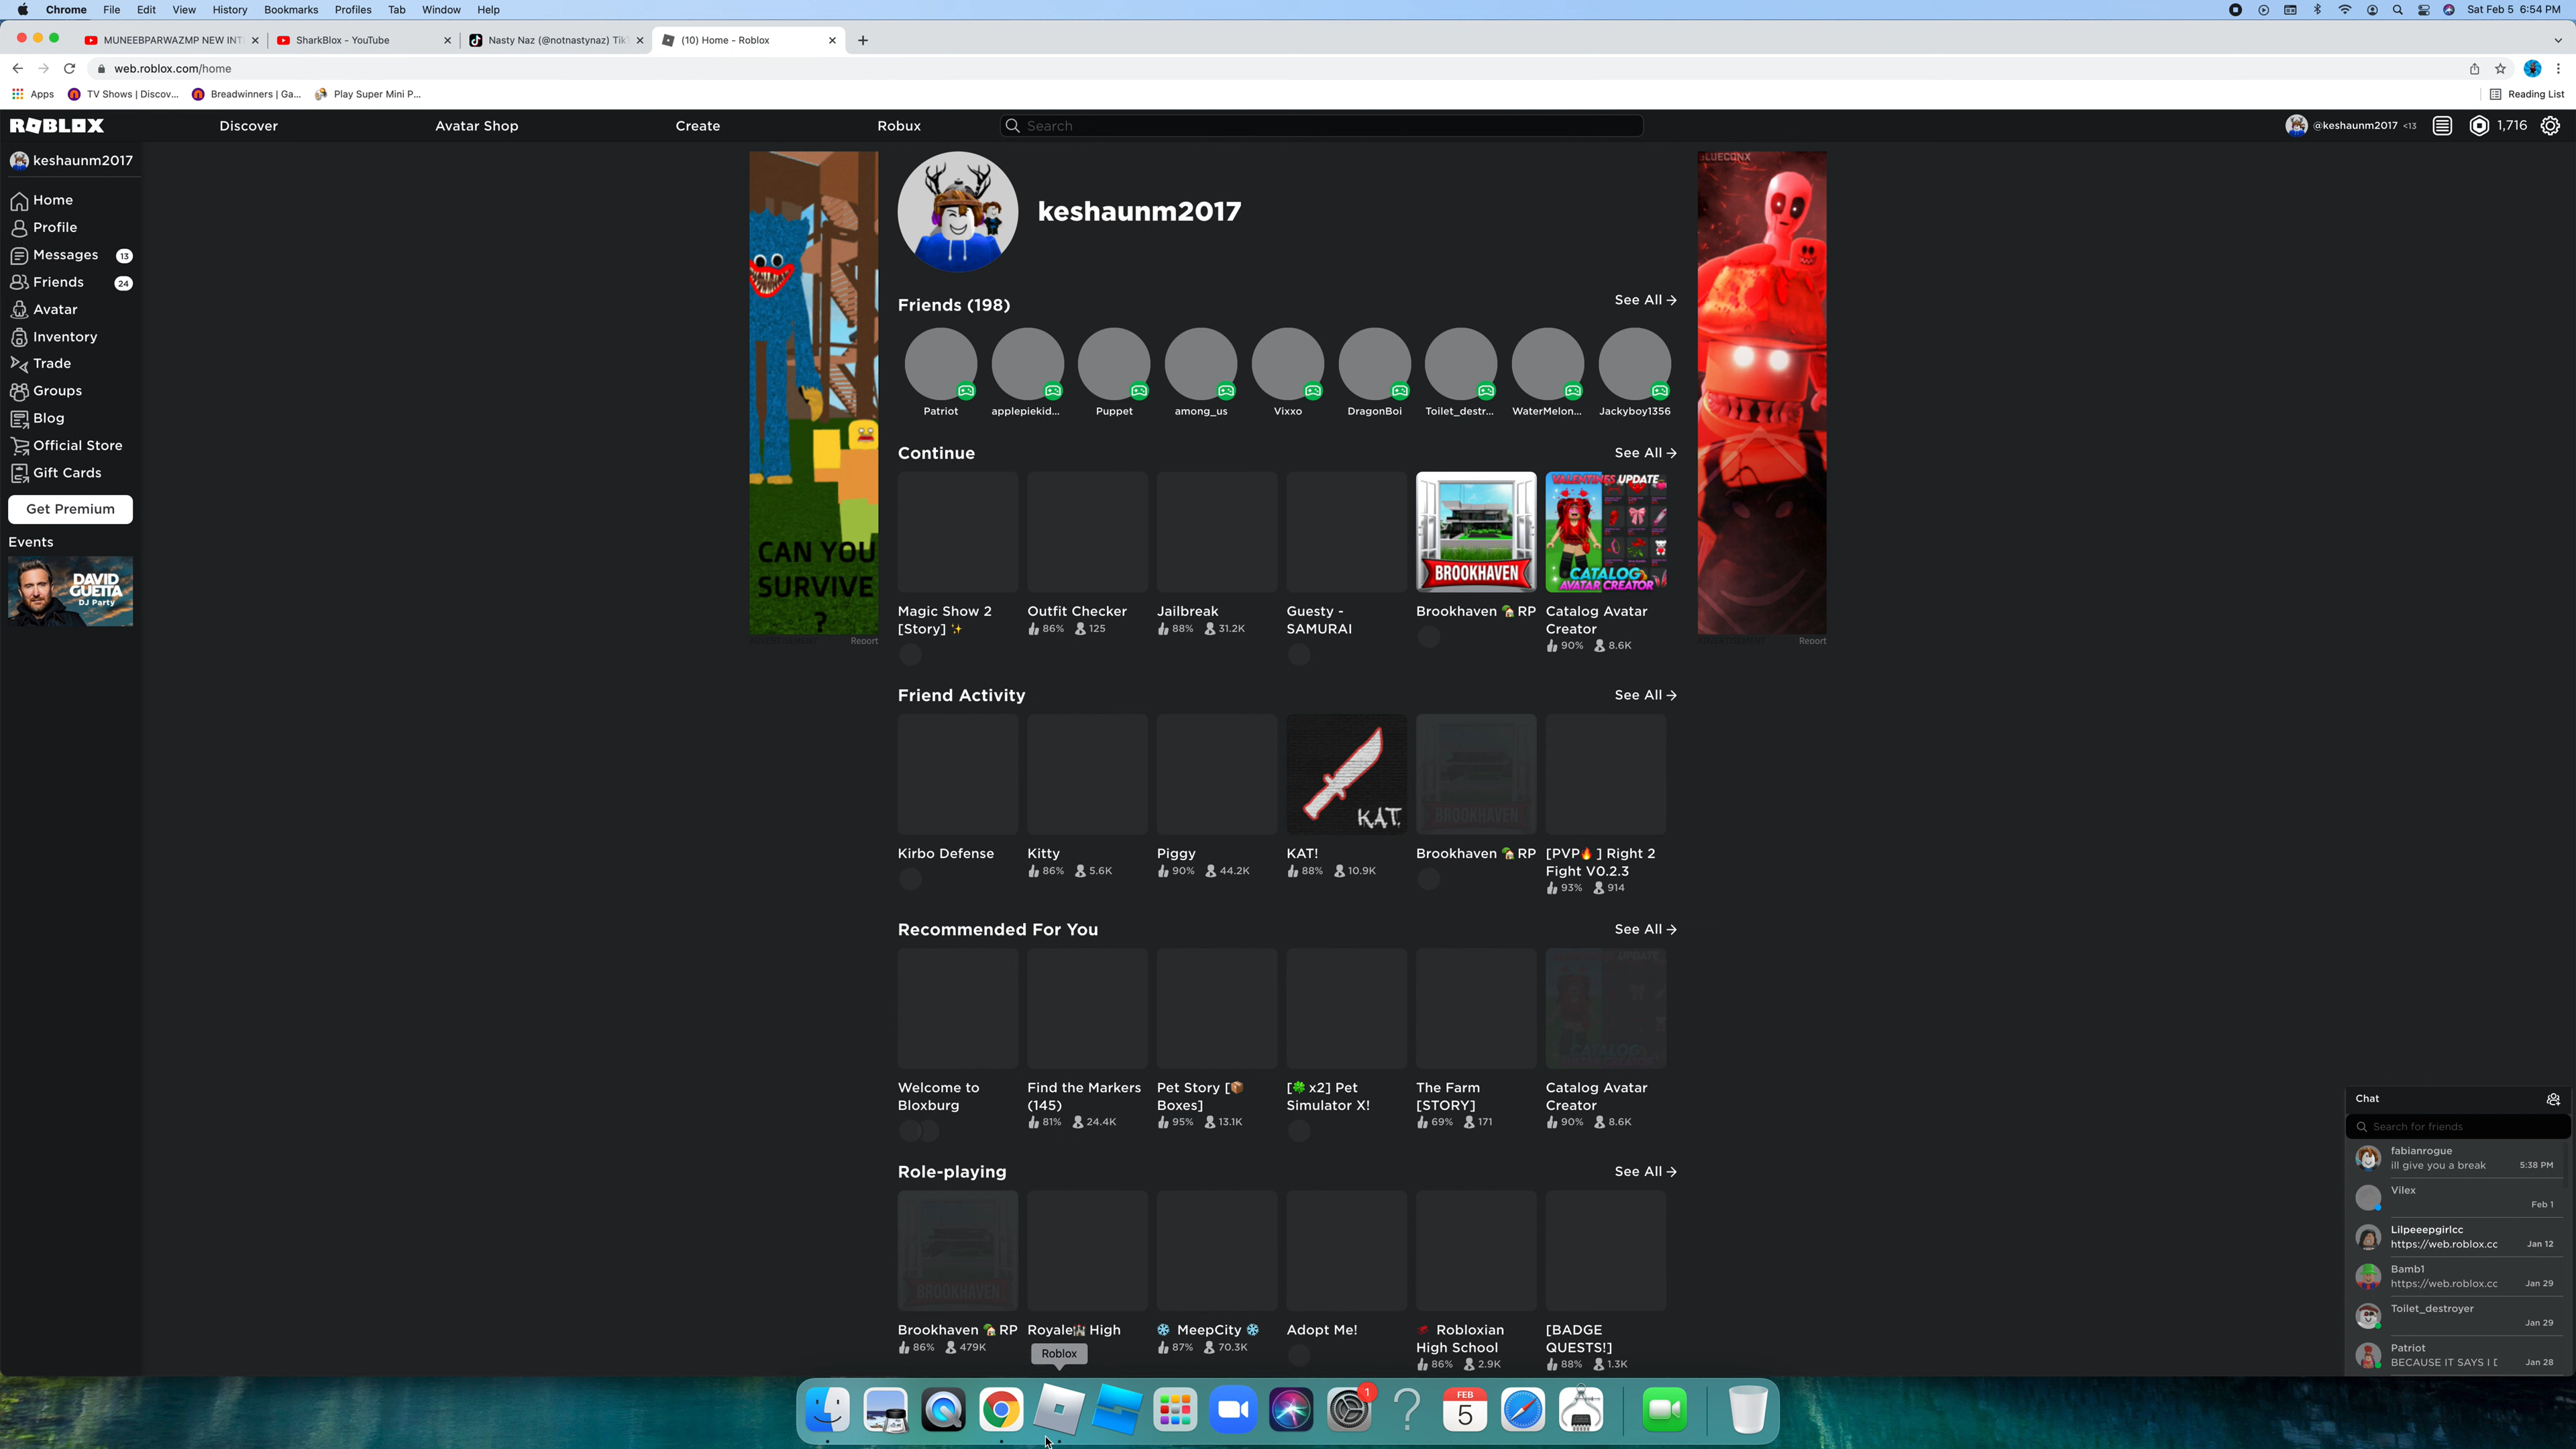 Chrome File Edit View History Bookmarks Profiles Tab Window Help
Sat Feb 5 6:54 PM
MUNEEBPARWAZMP NEW INT
SharkBlox - YouTube
Nasty Naz (@notnastynaz) Tik
(10) Home - Roblox
web.roblox.com/home
Apps
TV Shows | Discov...
Breadwinners | Ga...
Play Super Mini P...
Reading List
ROBLOX
Discover
Avatar Shop
Create
Robux
Search
@keshaunm2017 <13
1,716
keshaunm2017
Home
Profile
Messages 13
Friends 24
Avatar
Inventory
Trade
Groups
Blog
Official Store
Gift Cards
Get Premium
Events
DAVID
GUETTA
DJ Party
CAN YOU
SURVIVE
?
Report
keshaunm2017
Friends (198)
See All →
Patriot applepiekid... Puppet among_us Vixxo DragonBoi Toilet_destr... WaterMelon... Jackyboy1356
Continue
See All →
BROOKHAVEN
VALENTINES UPDATE
CATALOG
AVATAR CREATOR
Magic Show 2
[Story] ✨
Outfit Checker
86% 125
Jailbreak
88% 31.2K
Guesty -
SAMURAI
Brookhaven 🏡RP
Catalog Avatar
Creator
90% 8.6K
Report
Friend Activity
See All →
K.A.T.
BROOKHAVEN
Kirbo Defense
Kitty
86% 5.6K
Piggy
90% 44.2K
KAT!
88% 10.9K
Brookhaven 🏡RP
[PVP🔥] Right 2
Fight V0.2.3
93% 914
Recommended For You
See All →
UPDATE
CATALOG
Welcome to
Bloxburg
Find the Markers
(145)
81% 24.4K
Pet Story [📦
Boxes]
95% 13.1K
[🍀x2] Pet
Simulator X!
The Farm
[STORY]
69% 171
Catalog Avatar
Creator
90% 8.6K
Role-playing
See All →
BROOKHAVEN
Brookhaven 🏡RP
86% 479K
Royale🏰 High
❄️ MeepCity ❄️
87% 70.3K
Adopt Me!
Robloxian
High School
86% 2.9K
[BADGE
QUESTS!]
88% 1.3K
Roblox
Chat
Search for friends
fabianrogue
ill give you a break 5:38 PM
Vilex
Feb 1
Lilpeeepgirlcc
https://web.roblox.cc Jan 12
Bamb1
https://web.roblox.cc Jan 29
Toilet_destroyer
Jan 29
Patriot
BECAUSE IT SAYS I D Jan 28
FEB
5
1